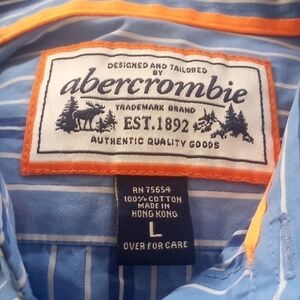 DESIGNED AND TAILORED
BY
abercrombie
TRADEMARK BRAND
EST. 1892
AUTHENTIC QUALITY GOODS
RN 75654
100% COTTON
MADE IN
HONG KONG
L
OVER FOR CARE